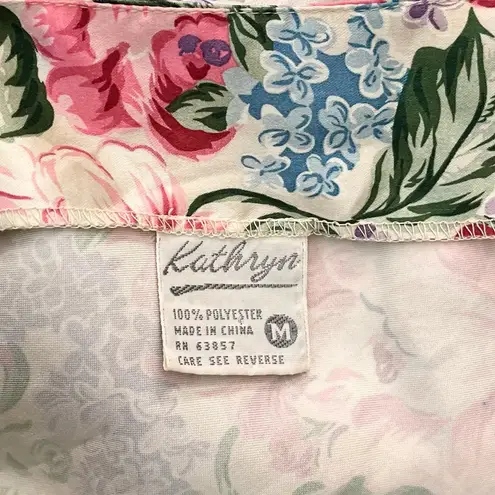 Kathryn
100% POLYESTER
MADE IN CHINA M
RN 63857
CARE SEE REVERSE